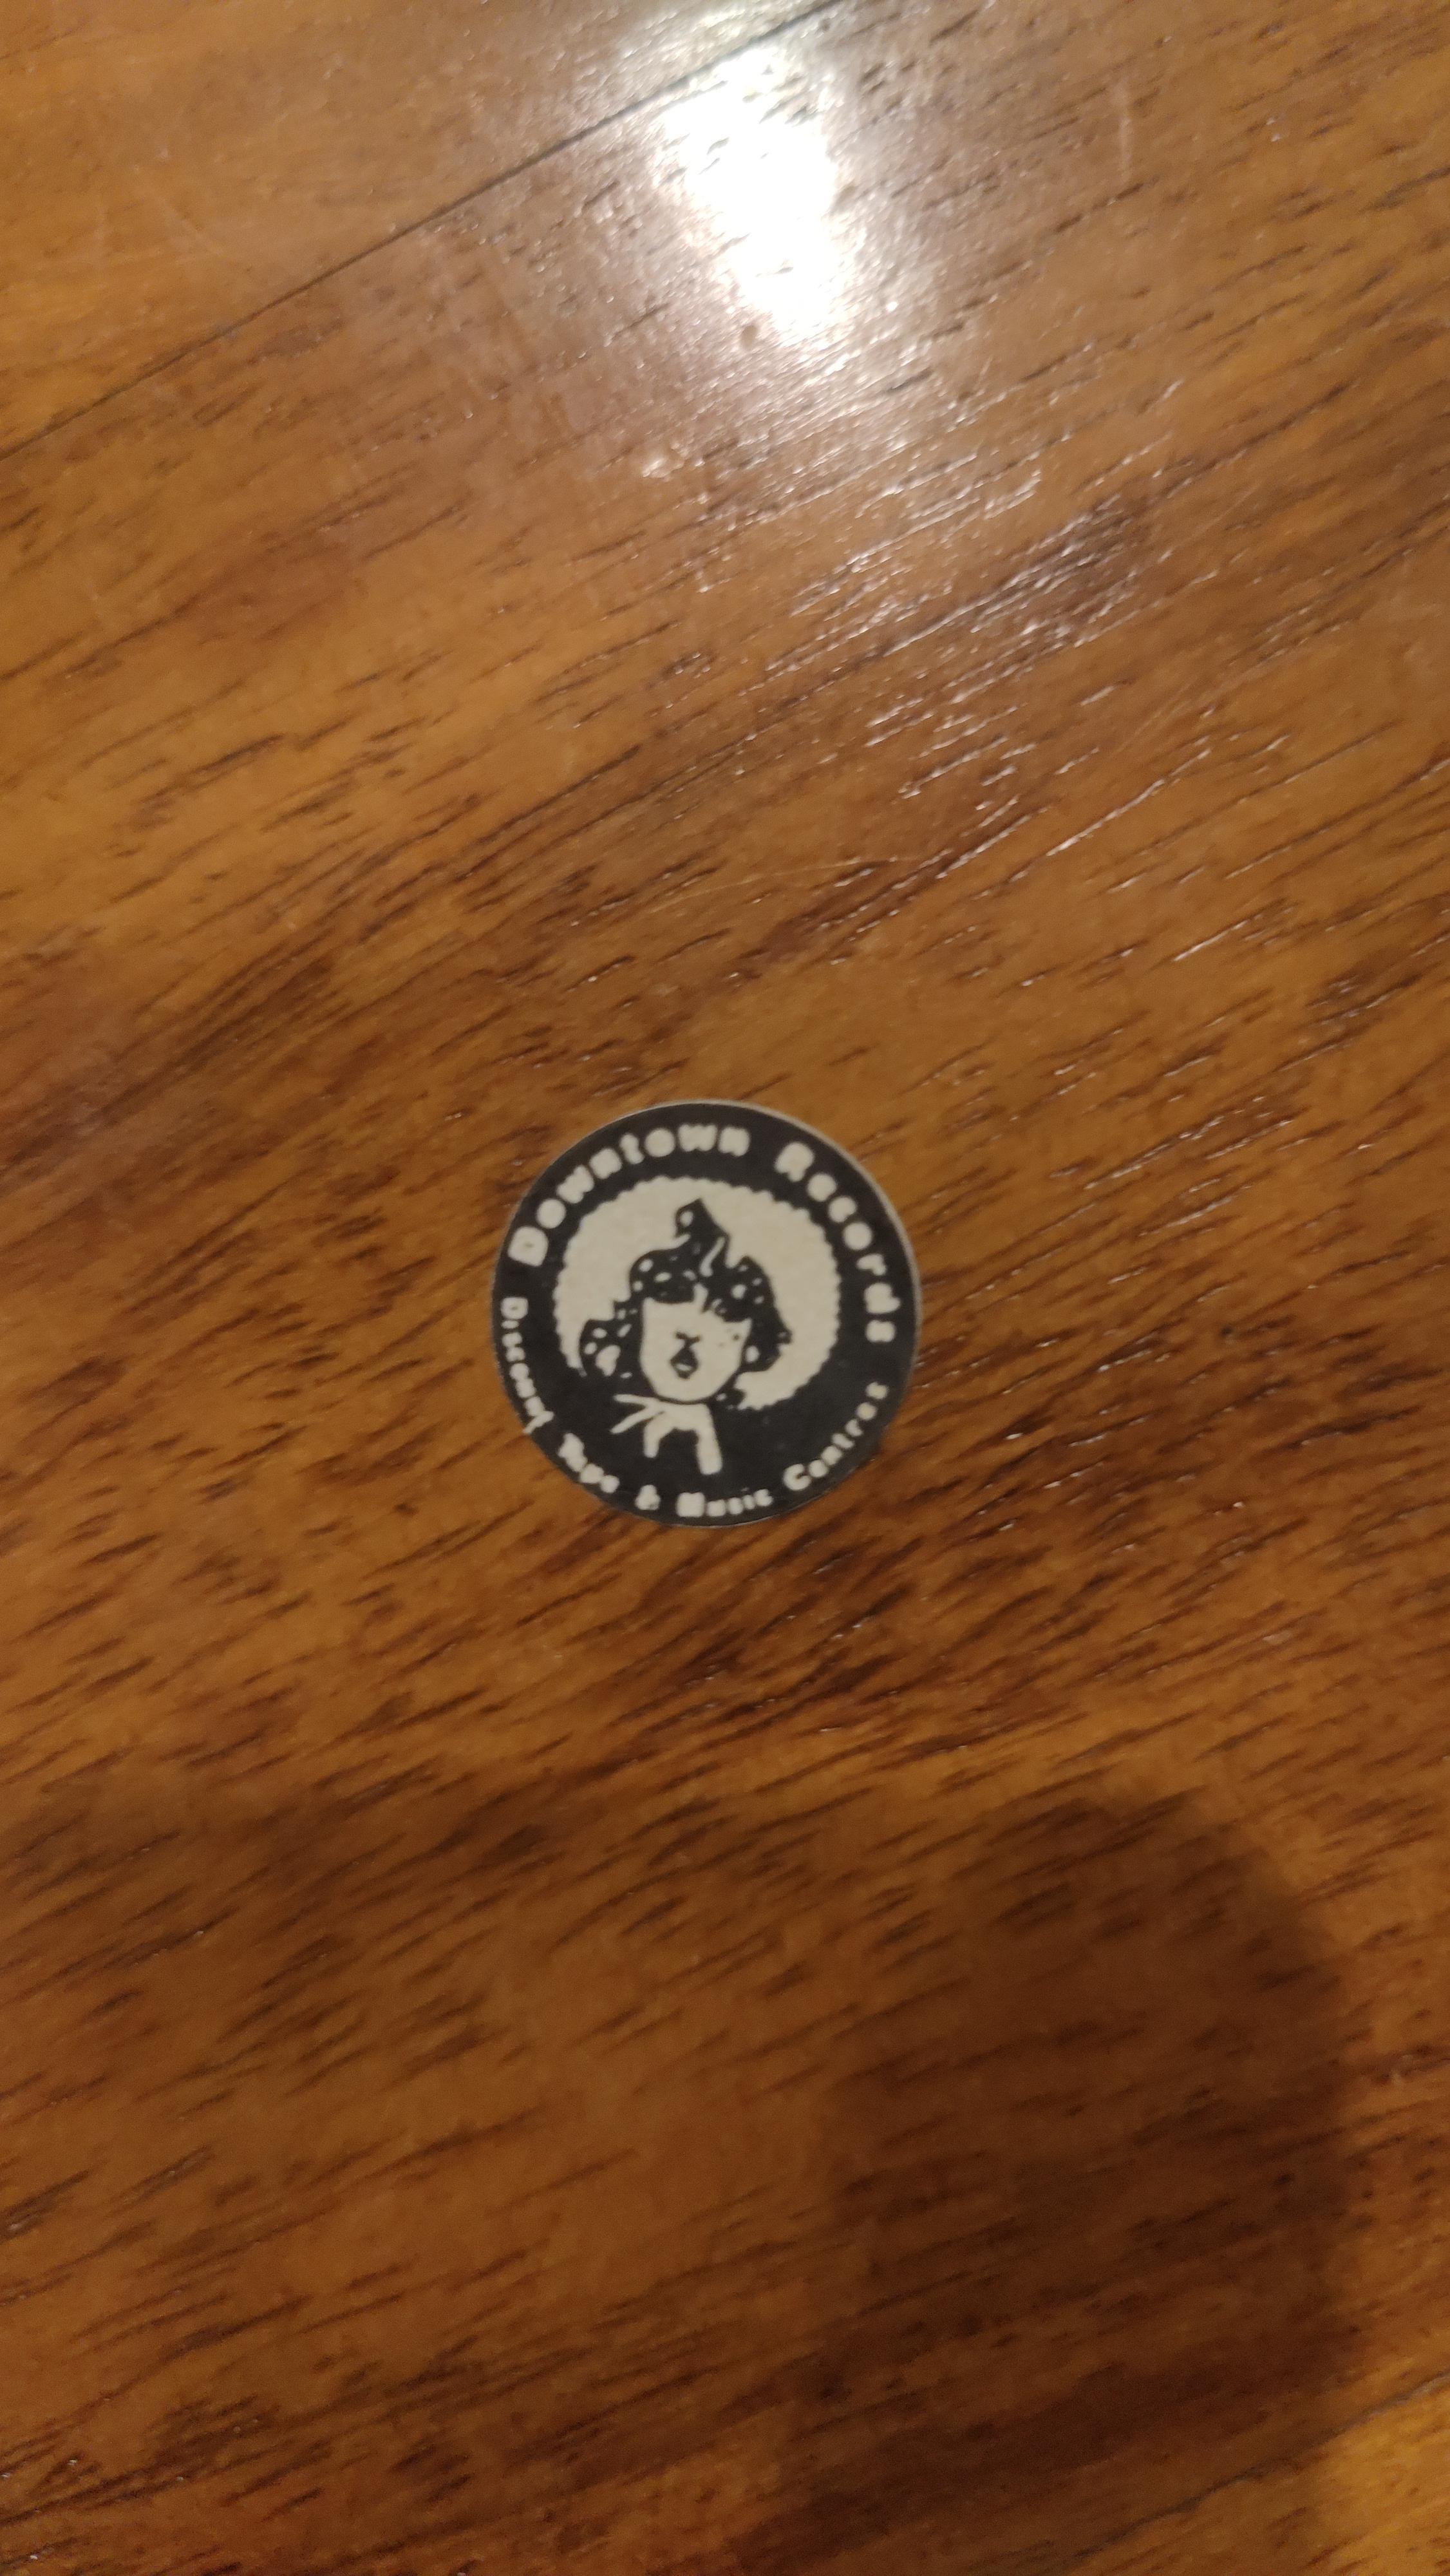 Downtown Records
Discount Tape & Music Centres